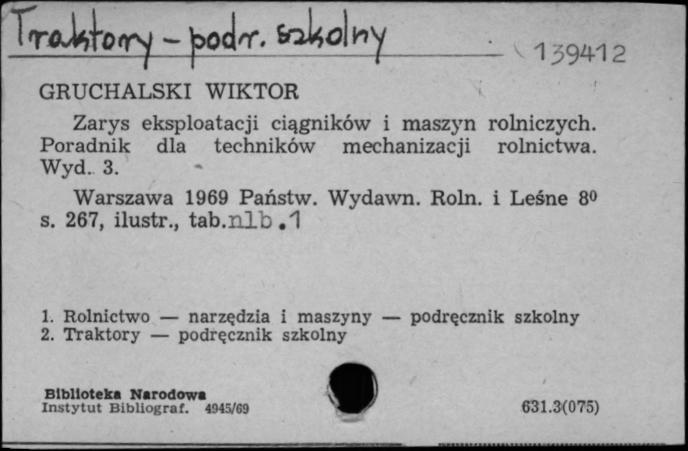 Traktory - podr. szkolny
139412
GRUCHALSKI WIKTOR
Zarys eksploatacji ciągników i maszyn rolniczych.
Poradnik dla techników mechanizacji rolnictwa.
Wyd. 3.
Warszawa 1969 Państw. Wydawn. Roln. i Leśne 8⁰
s. 267, ilustr., tab.nlb.1
1. Rolnictwo — narzędzia i maszyny — podręcznik szkolny
2. Traktory — podręcznik szkolny
Biblioteka Narodowa
Instytut Bibliograf. 4945/69
631.3(075)